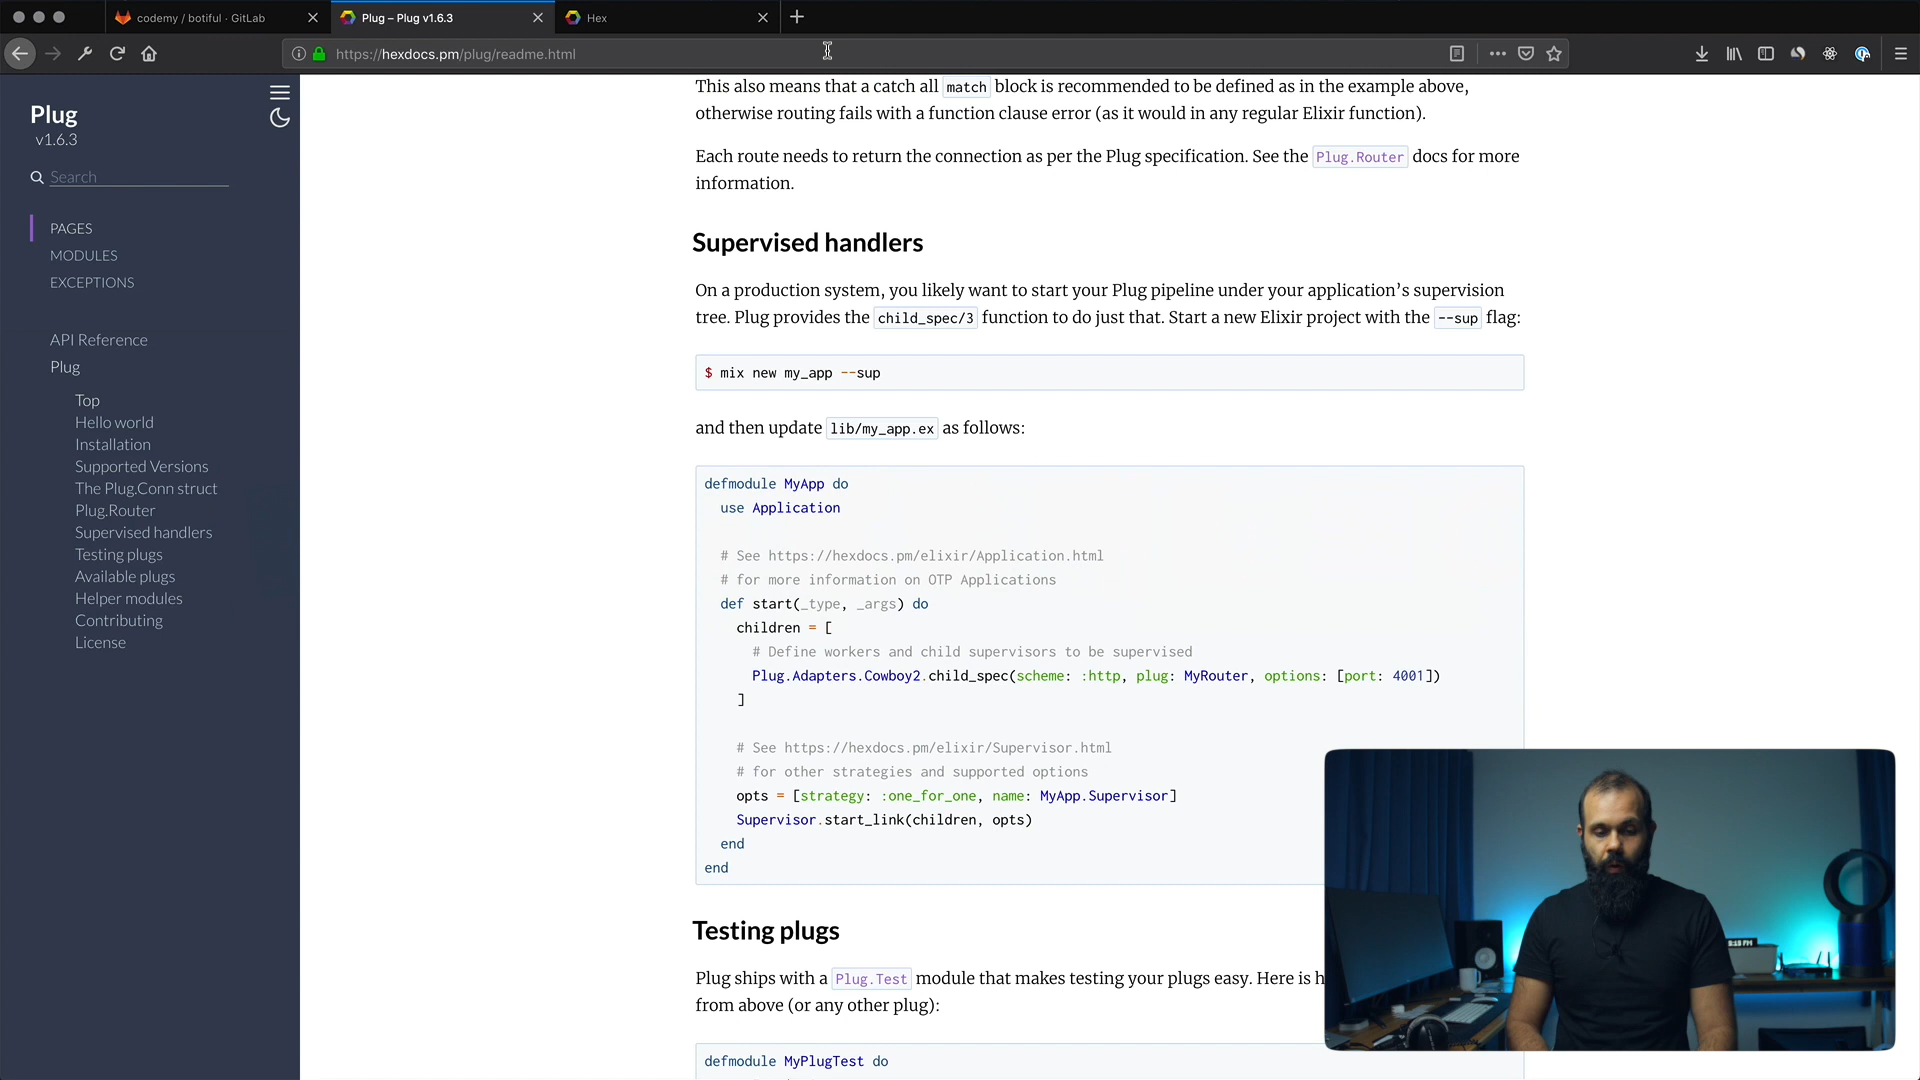 codemy / botiful · GitLab
Plug – Plug v1.6.3
Hex
https://hexdocs.pm/plug/readme.html
Plug
v1.6.3
Search
PAGES
MODULES
EXCEPTIONS
API Reference
Plug
Top
Hello world
Installation
Supported Versions
The Plug.Conn struct
Plug.Router
Supervised handlers
Testing plugs
Available plugs
Helper modules
Contributing
License
This also means that a catch all match block is recommended to be defined as in the example above,
otherwise routing fails with a function clause error (as it would in any regular Elixir function).
Each route needs to return the connection as per the Plug specification. See the Plug.Router docs for more
information.
Supervised handlers
On a production system, you likely want to start your Plug pipeline under your application’s supervision
tree. Plug provides the child_spec/3 function to do just that. Start a new Elixir project with the --sup flag:
$ mix new my_app --sup
and then update lib/my_app.ex as follows:
defmodule MyApp do
use Application
# See https://hexdocs.pm/elixir/Application.html
# for more information on OTP Applications
def start(_type, _args) do
children = [
# Define workers and child supervisors to be supervised
Plug.Adapters.Cowboy2.child_spec(scheme: :http, plug: MyRouter, options: [port: 4001])
]
# See https://hexdocs.pm/elixir/Supervisor.html
# for other strategies and supported options
opts = [strategy: :one_for_one, name: MyApp.Supervisor]
Supervisor.start_link(children, opts)
end
end
Testing plugs
Plug ships with a Plug.Test module that makes testing your plugs easy. Here is h
from above (or any other plug):
defmodule MyPlugTest do